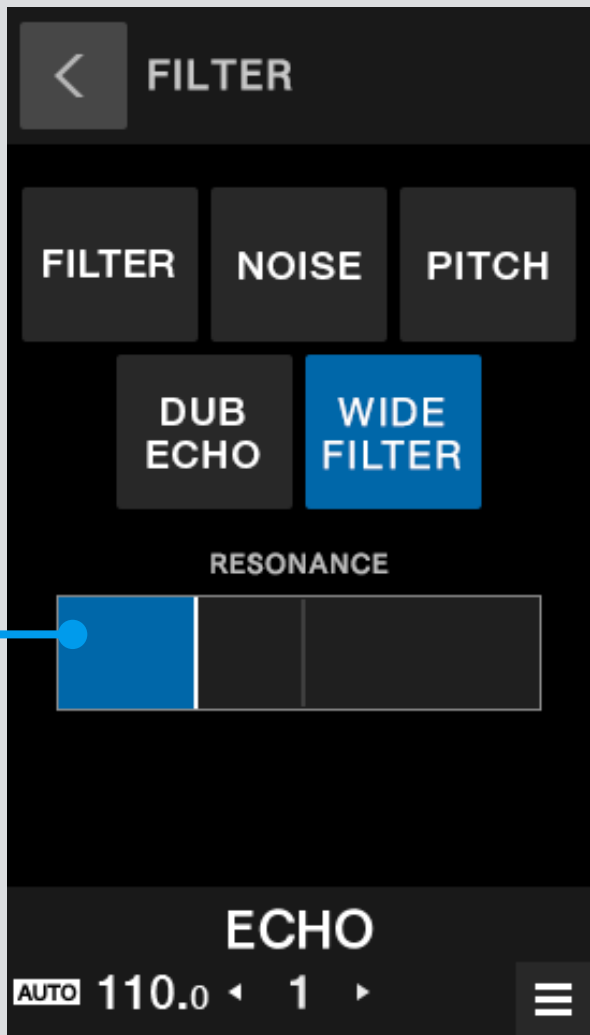 FILTER
FILTER NOISE PITCH
DUB
ECHO
WIDE
FILTER
RESONANCE
ECHO
AUTO 110.0 1